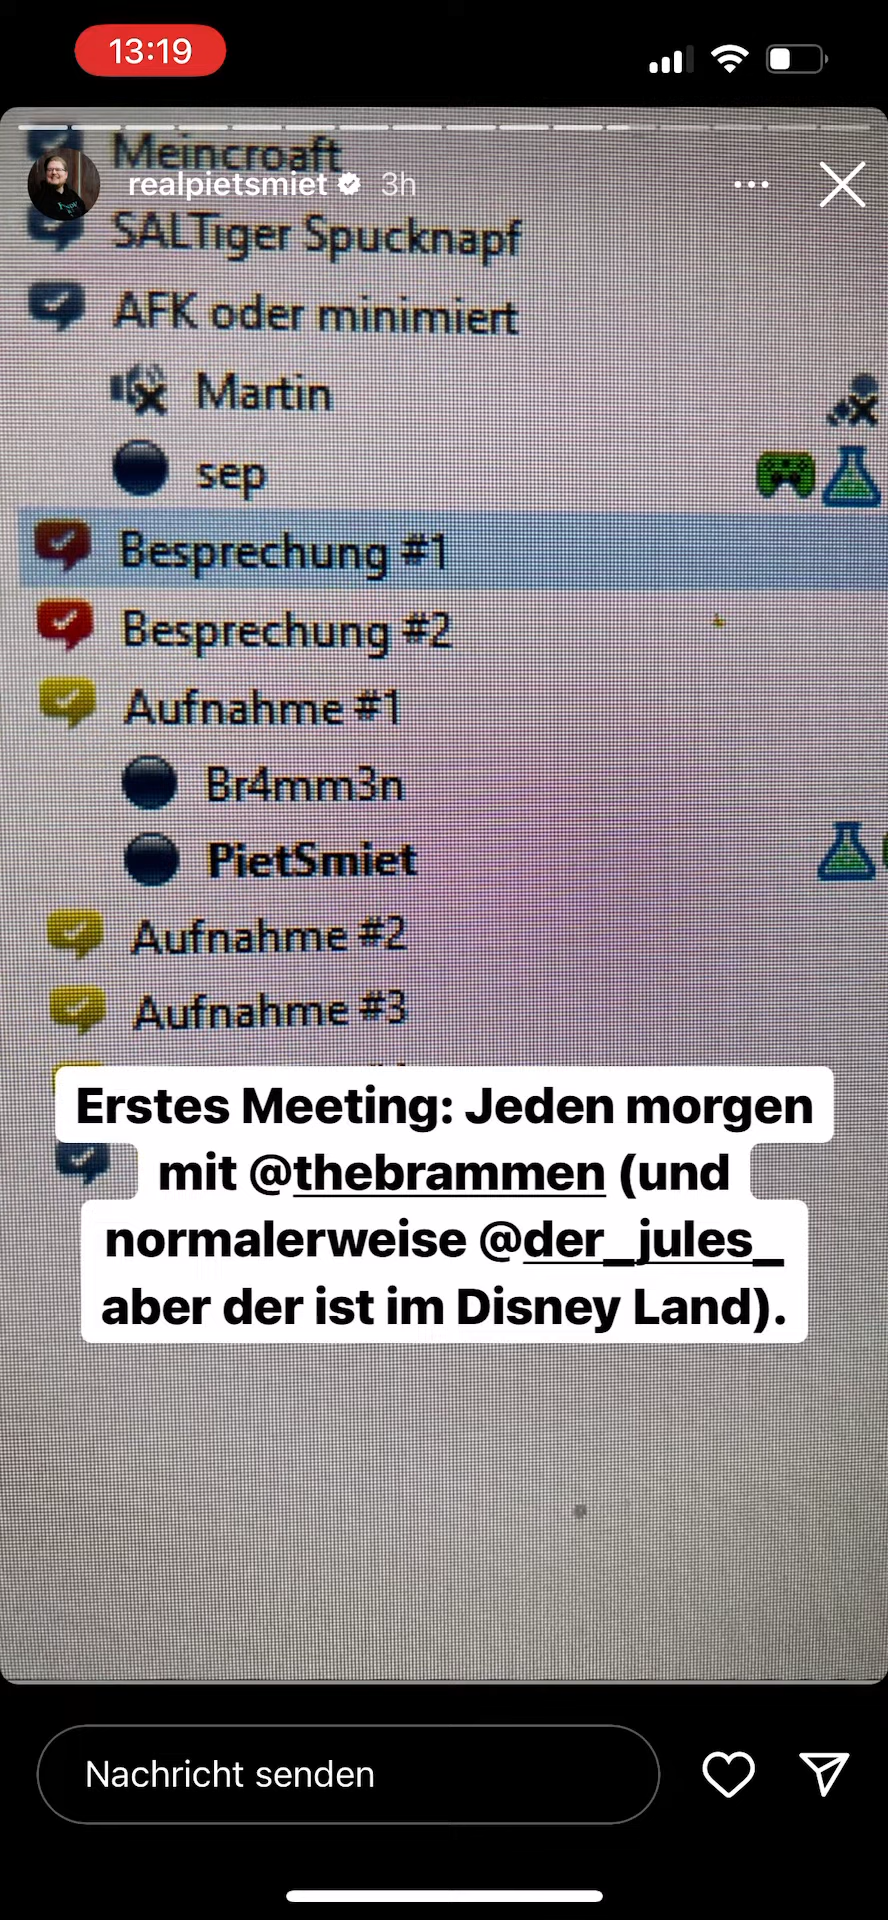 13:19
Meincroaft
realpietsmiet 3h
SALTiger Spucknapf
AFK oder minimiert
Martin
sep
Besprechung #1
Besprechung #2
Aufnahme #1
Br4mm3n
PietSmiet
Aufnahme #2
Aufnahme #3
Erstes Meeting: Jeden morgen
mit @thebrammen (und
normalerweise @der_jules_
aber der ist im Disney Land).
Nachricht senden